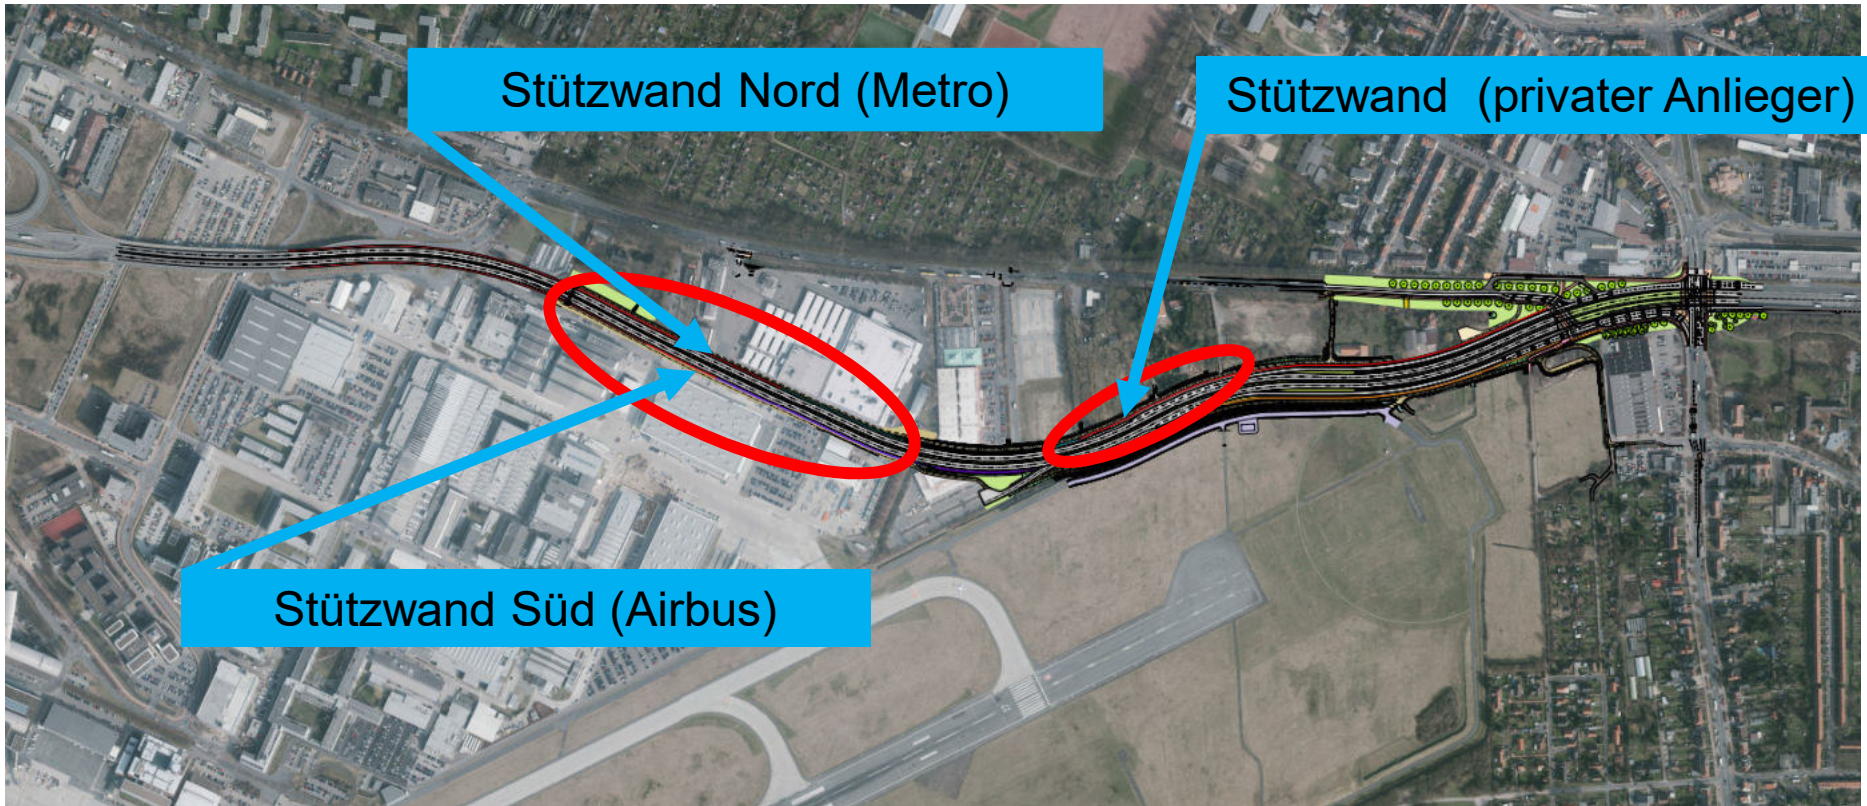 Stützwand Nord (Metro)
Stützwand  (privater Anlieger)
Stützwand Süd (Airbus)